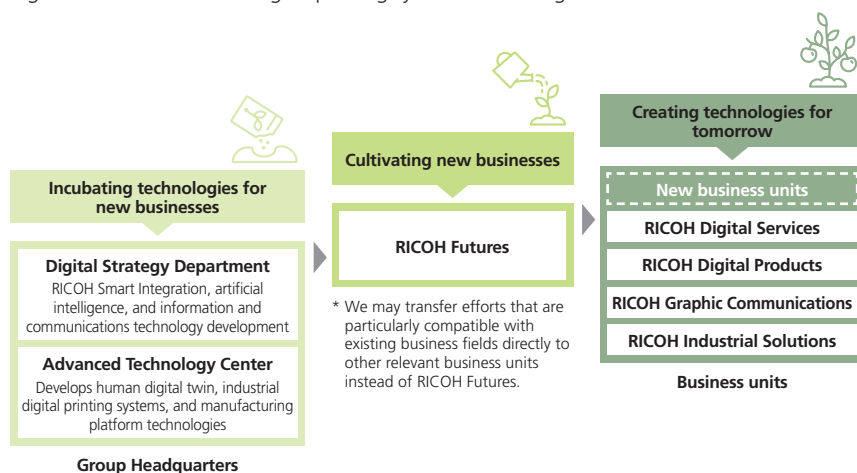 Incubating technologies for
new businesses
Digital Strategy Department
RICOH Smart Integration, artificial
intelligence, and information and
communications technology development
Advanced Technology Center
Develops human digital twin, industrial
digital printing systems, and manufacturing
platform technologies
Group Headquarters
Cultivating new businesses
RICOH Futures
* We may transfer efforts that are
particularly compatible with
existing business fields directly to
other relevant business units
instead of RICOH Futures.
Creating technologies for
tomorrow
New business units
RICOH Digital Services
RICOH Digital Products
RICOH Graphic Communications
RICOH Industrial Solutions
Business units